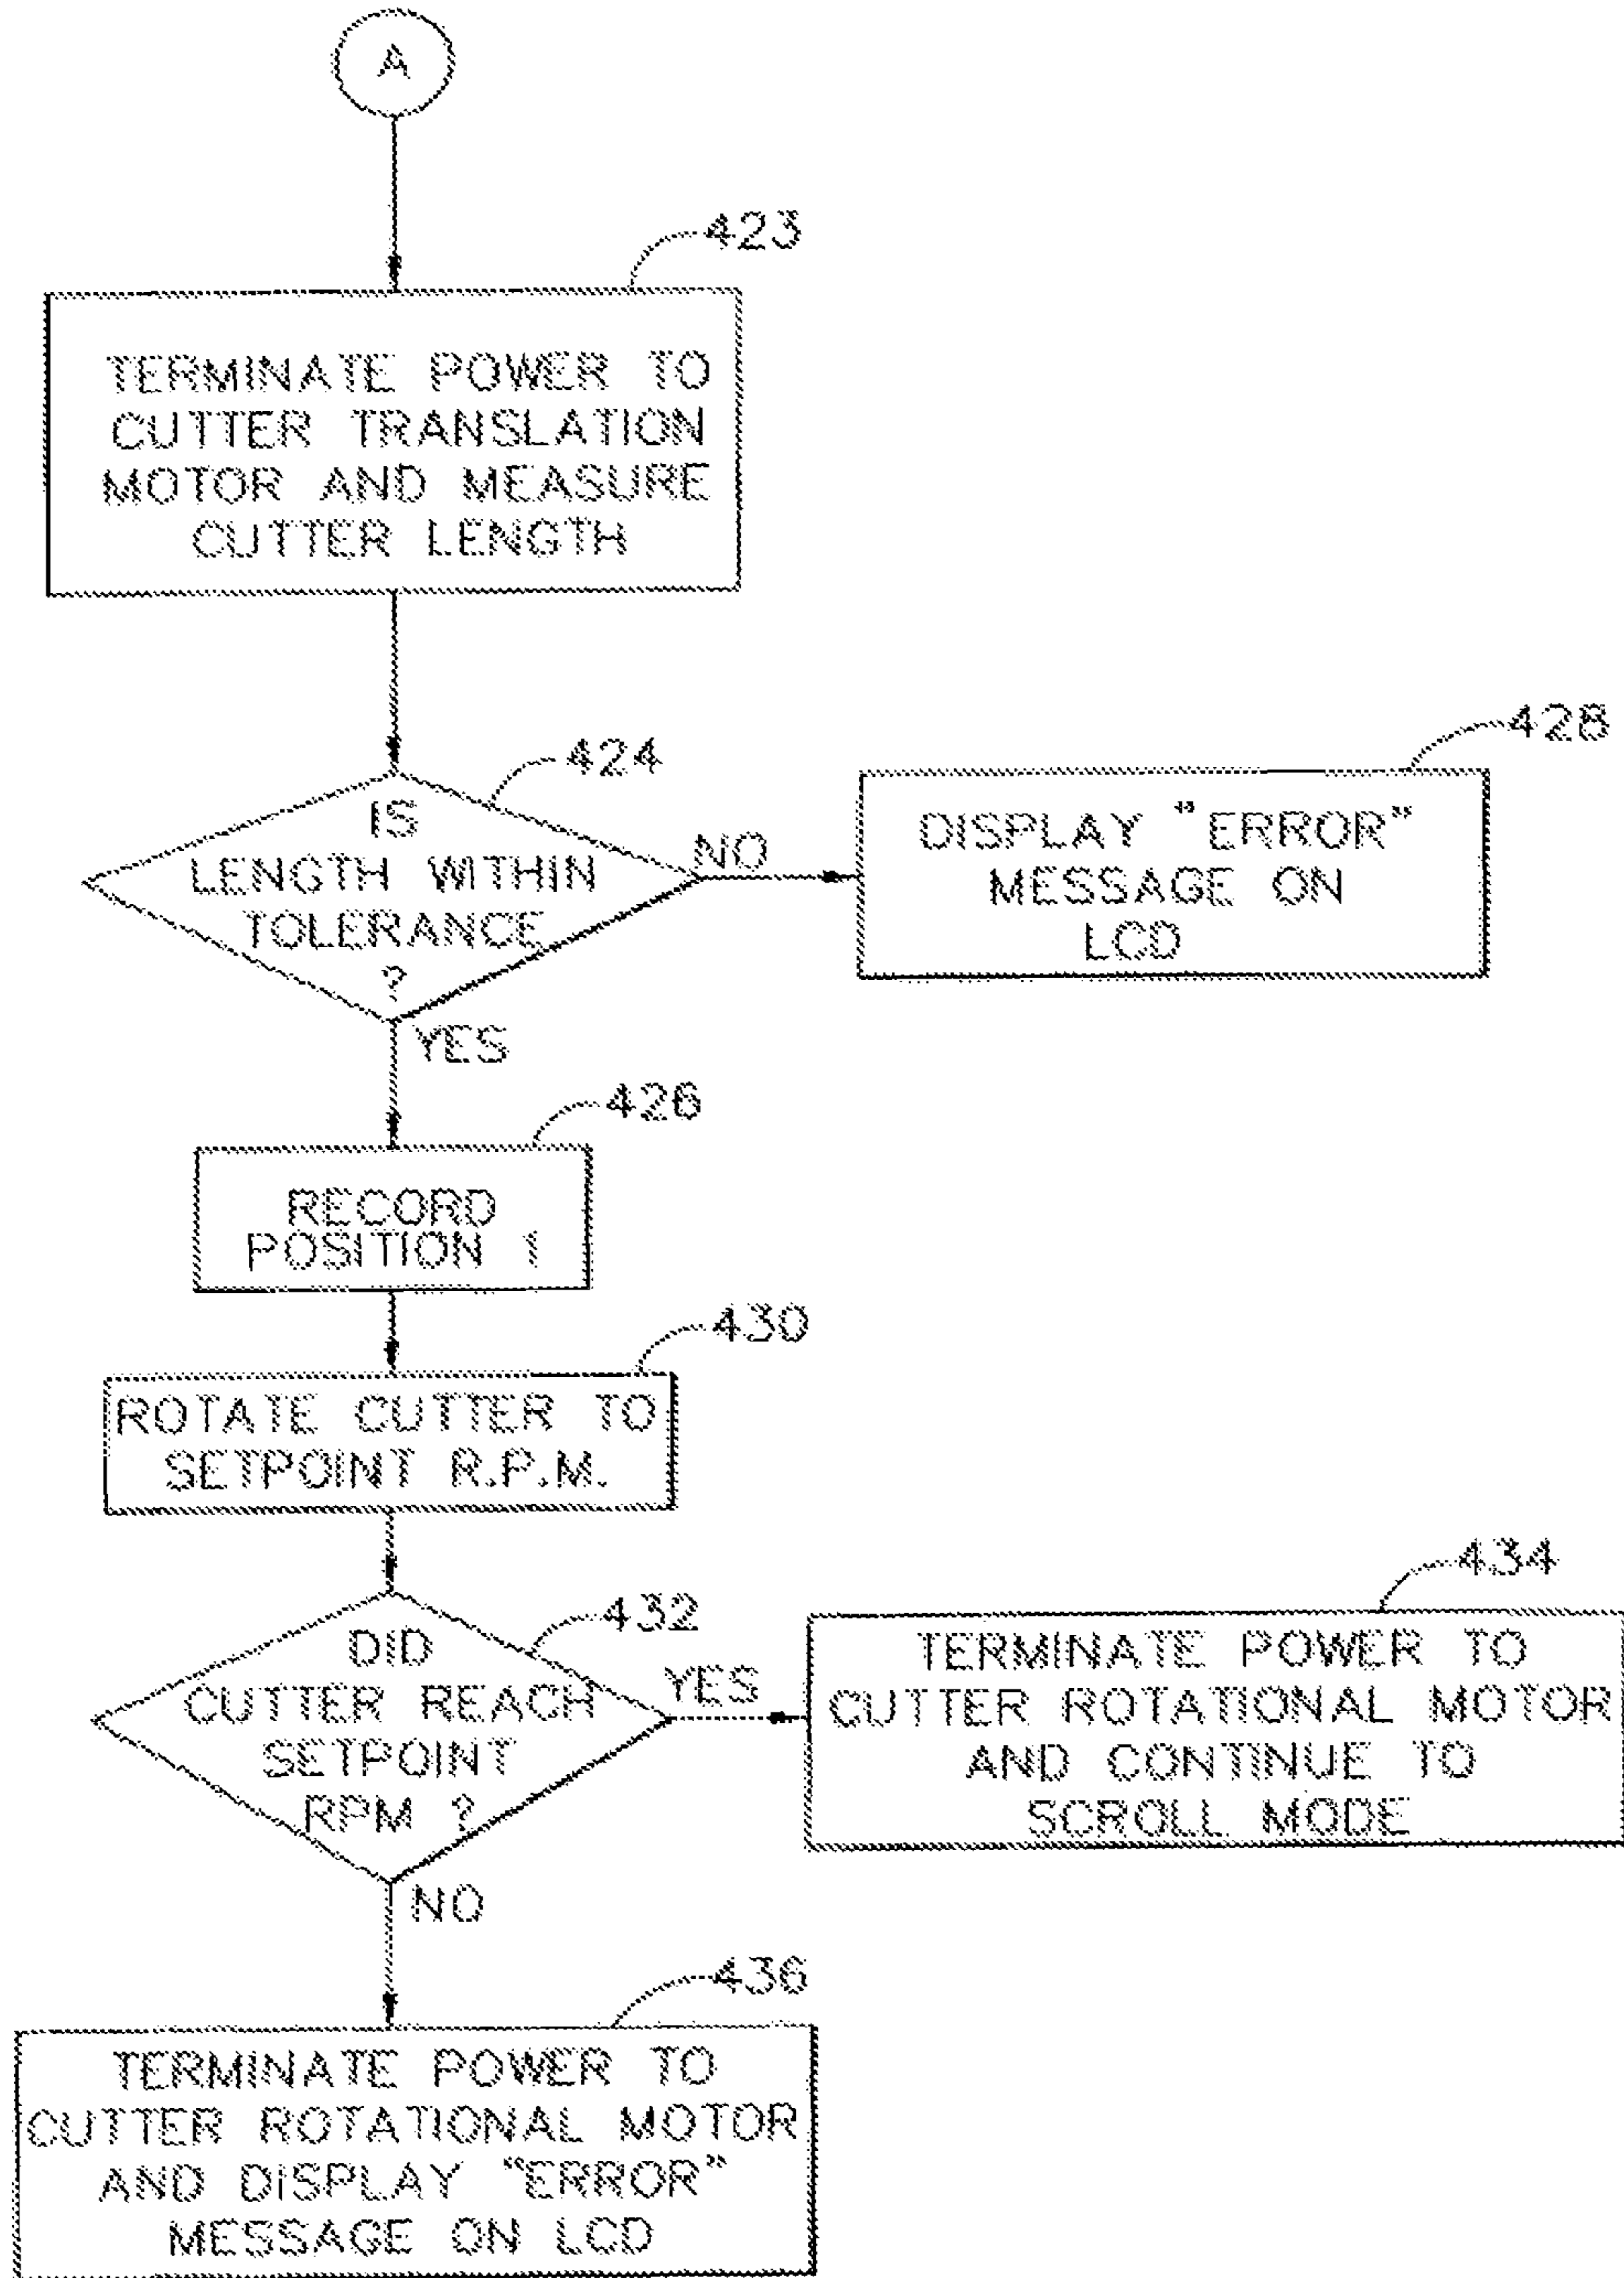 A
423
TERMINATE POWER TO
CUTTER TRANSLATION
MOTOR AND MEASURE
CUTTER LENGTH
424
IS
LENGTH WITHIN
TOLERANCE
?
NO
428
DISPLAY "ERROR"
MESSAGE ON
LCD
YES
426
RECORD
POSITION 1
430
ROTATE CUTTER TO
SETPOINT R.P.M.
432
DID
CUTTER REACH
SETPOINT
RPM ?
YES
434
TERMINATE POWER TO
CUTTER ROTATIONAL MOTOR
AND CONTINUE TO
SCROLL MODE
NO
436
TERMINATE POWER TO
CUTTER ROTATIONAL MOTOR
AND DISPLAY "ERROR"
MESSAGE ON LCD